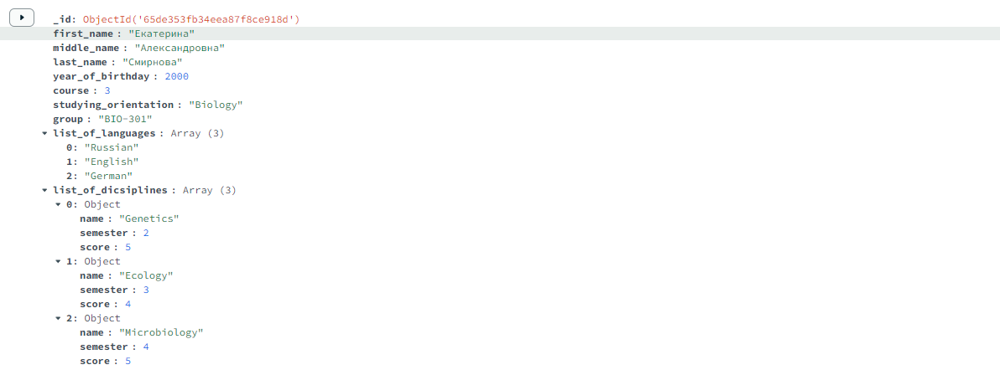 _id: ObjectId('65de353fb34eea87f8ce918d')
first_name : "Екатерина"
middle_name : "Александровна"
last_name : "Смирнова"
year_of_birthday : 2000
course : 3
studying_orientation : "Biology"
group : "BIO-301"
list_of_languages : Array (3)
0: "Russian"
1: "English"
2: "German"
list_of_dicsiplines : Array (3)
0: Object
name : "Genetics"
semester : 2
score : 5
1: Object
name : "Ecology"
semester : 3
score : 4
2: Object
name : "Microbiology"
semester : 4
score : 5